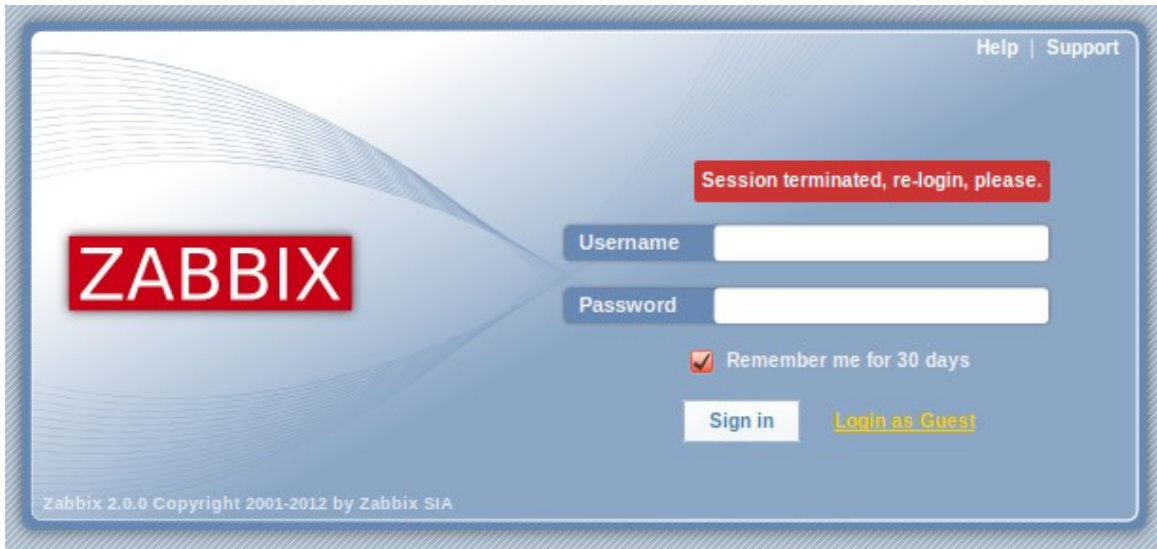 Help | Support
Session terminated, re-login, please.
Username
ZABBIX
Password
Remember me for 30 days
Sign in Login as Guest
Zabbix 2.0.0 Copyright 2001-2012 by Zabbix SIA